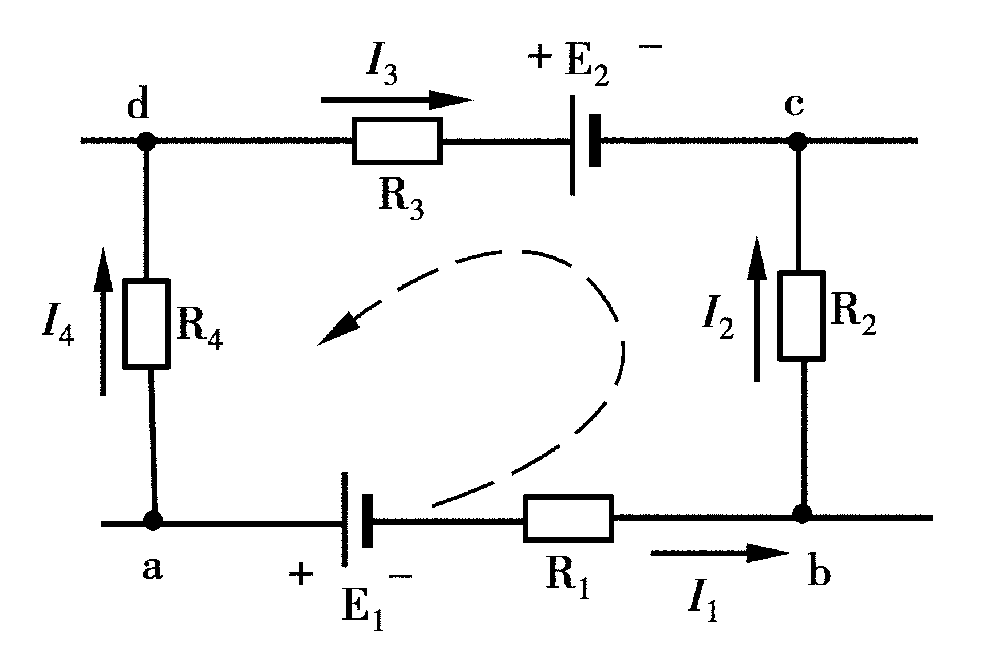 I3
+ E2 −
d
c
R3
I4
R4
I2
R2
a
+ −
E1
R1
I1
b